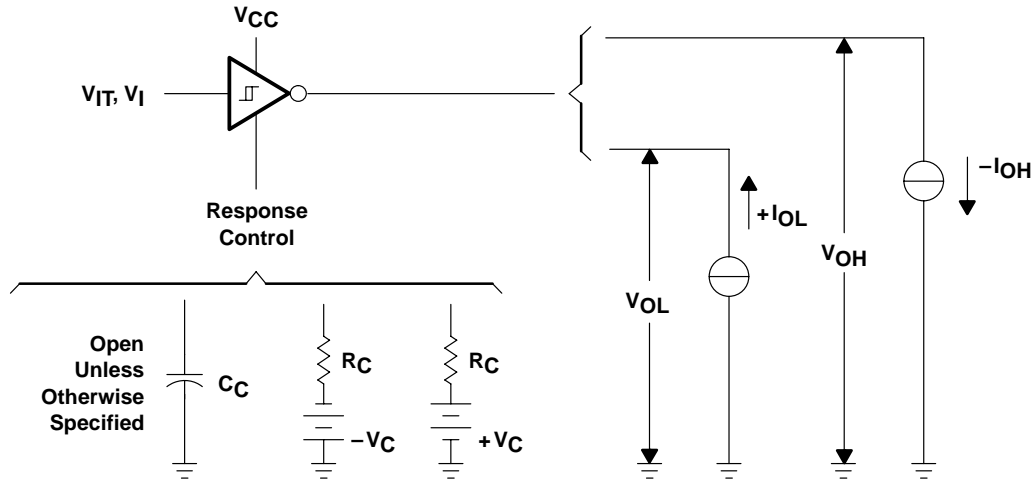 VCC
VIT, VI
Response
Control
Open
Unless
Otherwise
Specified
CC
RC
–VC
RC
+VC
VOL
+IOL
VOH
–IOH